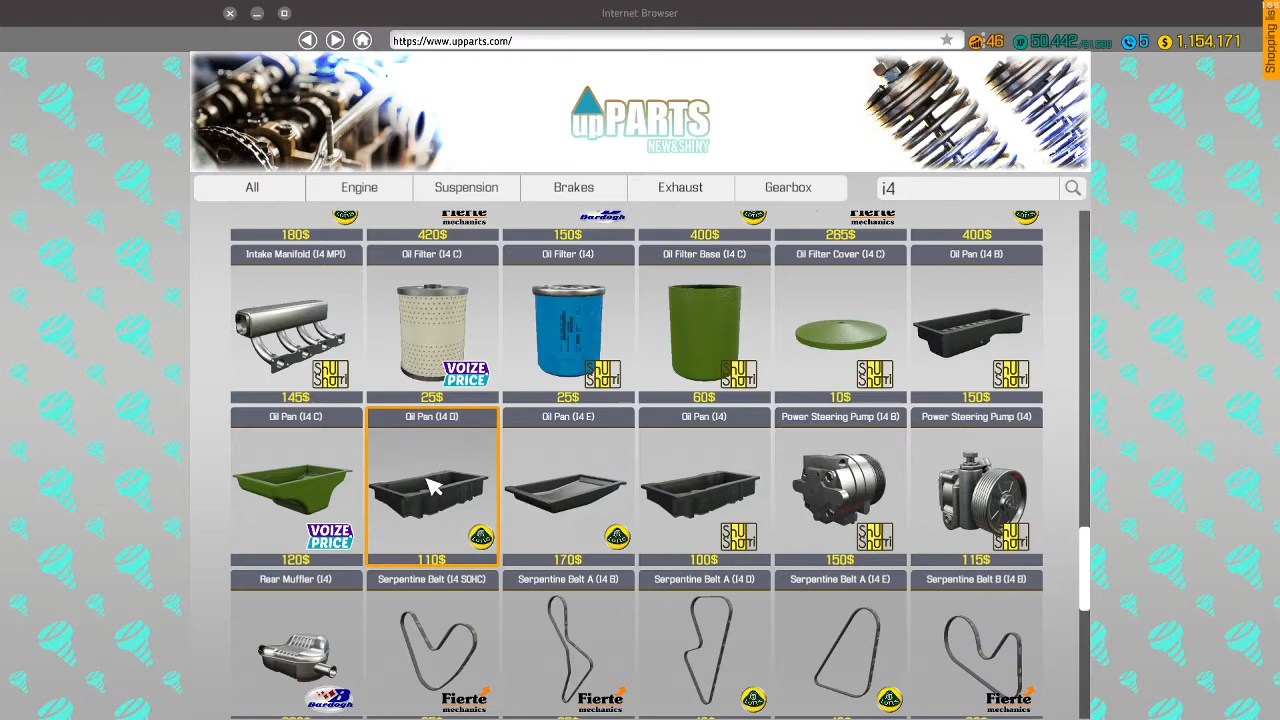 Internet Browser
Shopping list
https://www.upparts.com/
46
50,442
5
1,154,171
upPARTS
NEW&SHINY
All Engine Suspension Brakes Exhaust Gearbox
i4
Fierte mechanics Bardogh Fierte mechanics
180$ 420$ 150$ 400$ 265$ 400$
Intake Manifold (I4 MPI) Oil Filter (I4 C) Oil Filter (I4) Oil Filter Base (I4 C) Oil Filter Cover (I4 C) Oil Pan (I4 B)
VOIZE PRICE
145$ 25$ 25$ 60$ 10$ 150$
Oil Pan (I4 C) Oil Pan (I4 D) Oil Pan (I4 E) Oil Pan (I4) Power Steering Pump (I4 B) Power Steering Pump (I4)
VOIZE PRICE
120$ 110$ 170$ 100$ 150$ 115$
Rear Muffler (I4) Serpentine Belt (I4 SOHC) Serpentine Belt A (I4 B) Serpentine Belt A (I4 D) Serpentine Belt A (I4 E) Serpentine Belt B (I4 B)
Bardogh Fierte mechanics Fierte mechanics Fierte mechanics